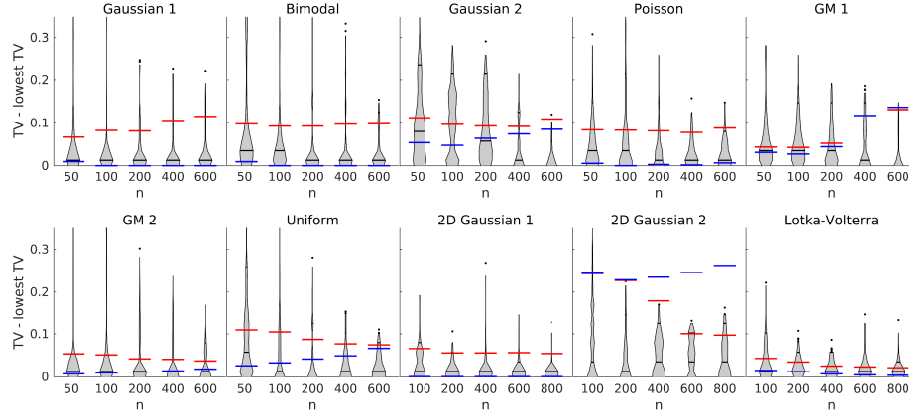 Gaussian 1 Bimodal Gaussian 2 Poisson GM 1
TV - lowest TV
0.3
0.2
0.1
0
50 100 200 400 600 50 100 200 400 600 50 100 200 400 600 50 100 200 400 800 50 100 200 400 800
n n n n n
GM 2 Uniform 2D Gaussian 1 2D Gaussian 2 Lotka-Volterra
TV - lowest TV
0.3
0.2
0.1
0
50 100 200 400 600 50 100 200 400 600 100 200 400 600 800 100 200 400 600 800 100 200 400 600 800
n n n n n